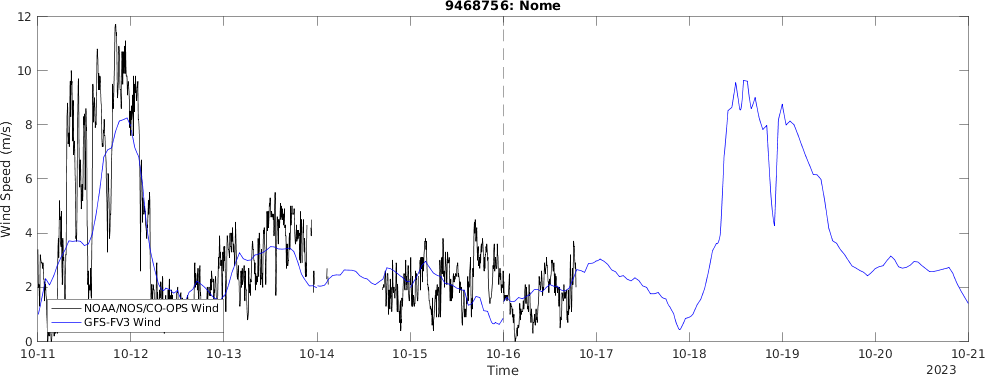 9468756: Nome
Wind Speed (m/s)
12
10
8
6
4
2
0
NOAA/NOS/CO-OPS Wind
GFS-FV3 Wind
10-11 10-12 10-13 10-14 10-15 10-16 10-17 10-18 10-19 10-20 10-21
Time
2023